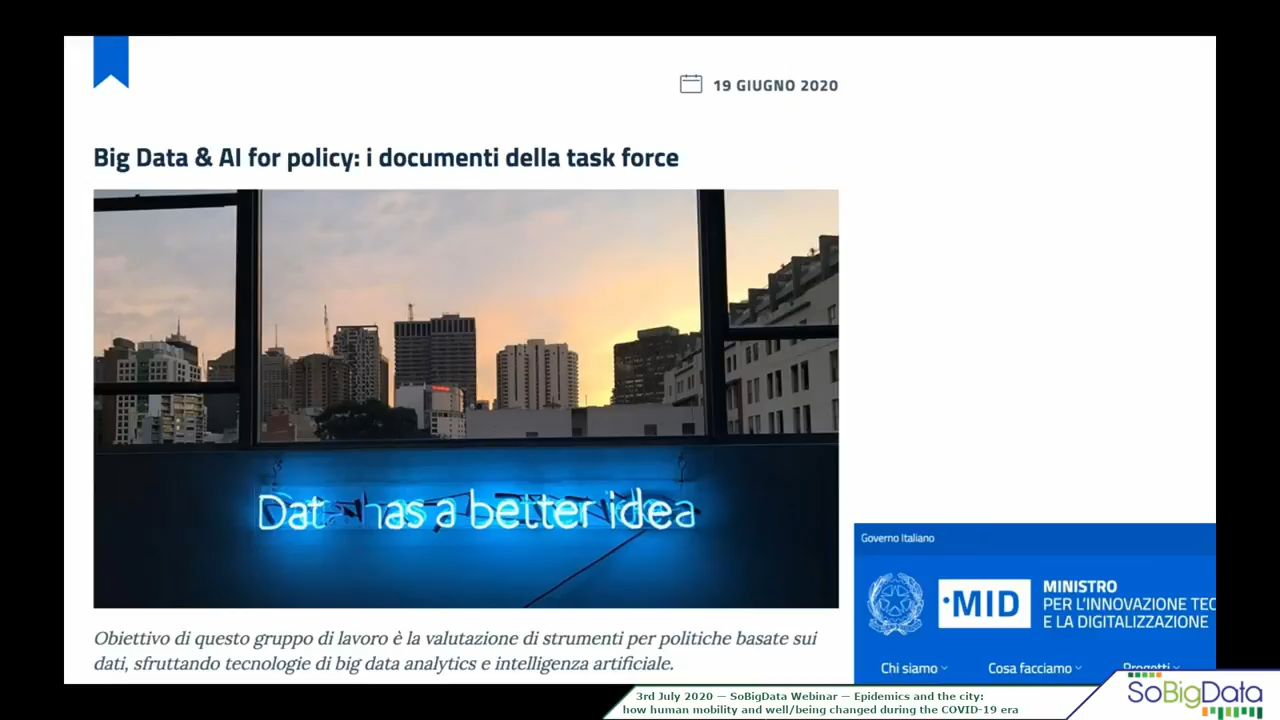 19 GIUGNO 2020
Big Data & AI for policy: i documenti della task force
Dat has a better idea
Obiettivo di questo gruppo di lavoro è la valutazione di strumenti per politiche basate sui
dati, sfruttando tecnologie di big data analytics e intelligenza artificiale.
Governo Italiano
·MID
MINISTRO
PER L'INNOVAZIONE TEC
E LA DIGITALIZZAZIONE
Chi siamo
Cosa facciamo
Progetti
3rd July 2020 — SoBigData Webinar — Epidemics and the city:
how human mobility and well/being changed during the COVID-19 era
SoBigData